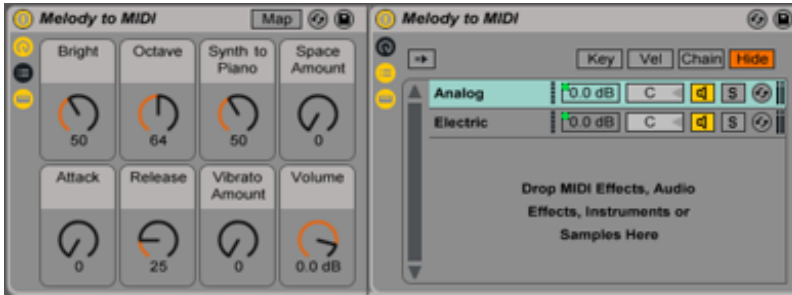 Melody to MIDI Map
Bright Octave Synth to Piano Space Amount
50 64 50 0
Attack Release Vibrato Amount Volume
0 25 0 0.0 dB
Melody to MIDI
Key Vel Chain Hide
Analog 0.0 dB C S
Electric 0.0 dB C S
Drop MIDI Effects, Audio
Effects, Instruments or
Samples Here